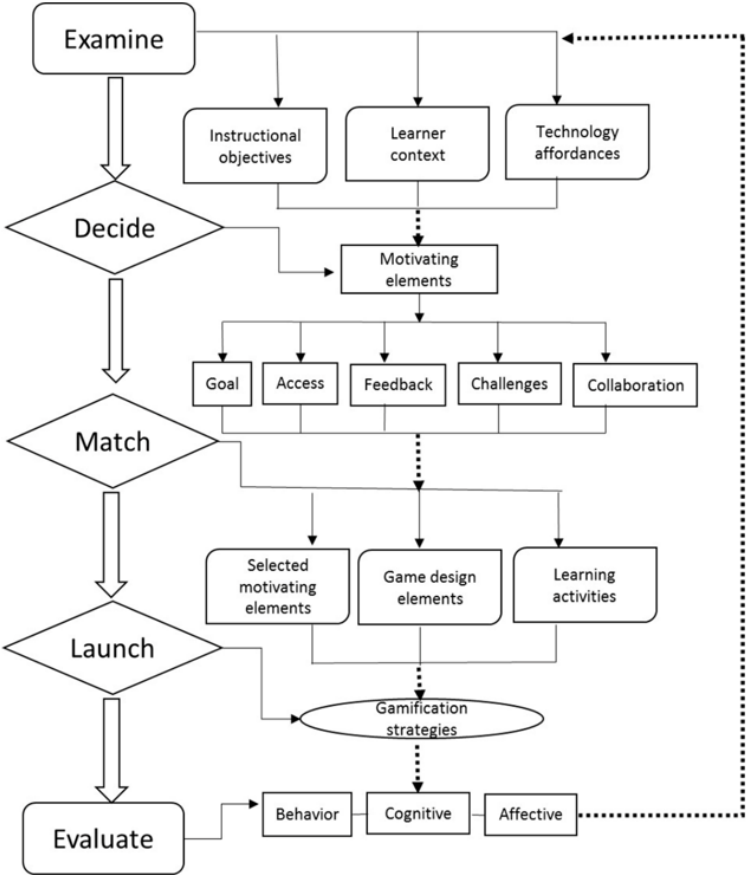 Examine
Instructional
objectives
Learner
context
Technology
affordances
Decide
Motivating
elements
Goal
Access
Feedback
Challenges
Collaboration
Match
Selected
motivating
elements
Game design
elements
Learning
activities
Launch
Gamification
strategies
Evaluate
Behavior
Cognitive
Affective